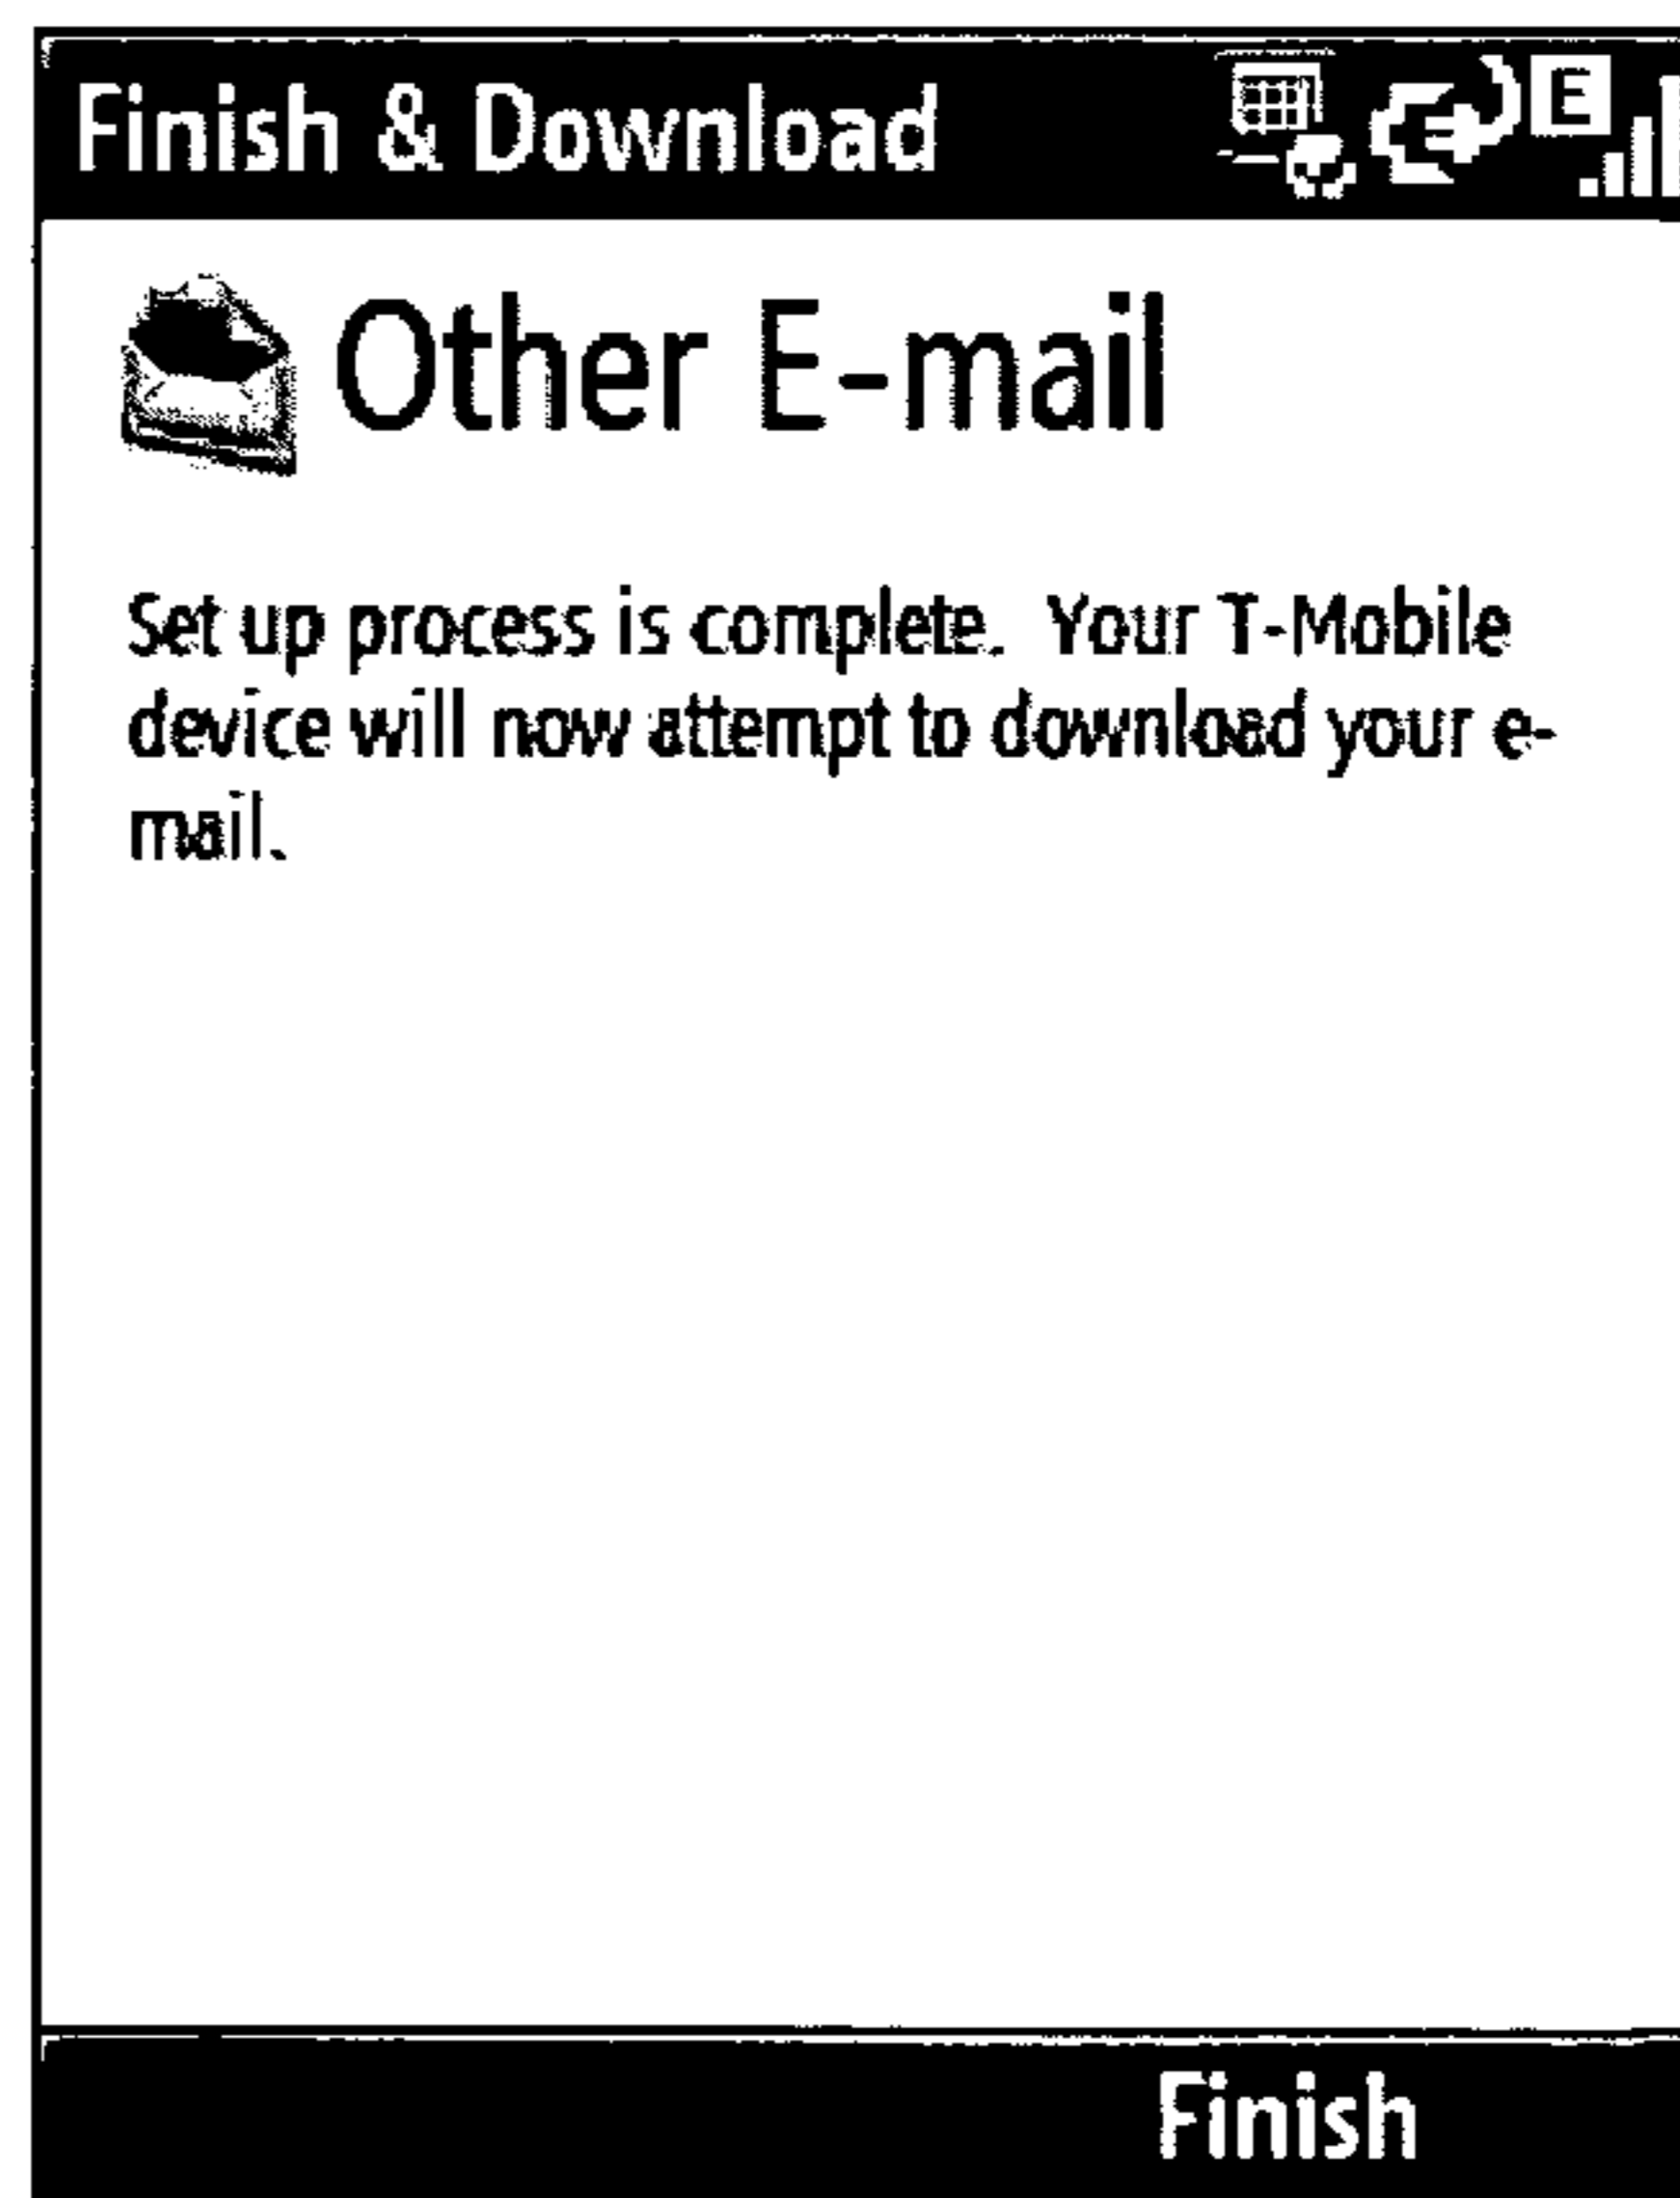 Finish & Download
E
Other E-mail
Set up process is complete.  Your T-Mobile
device will now attempt to download your e-
mail.
Finish